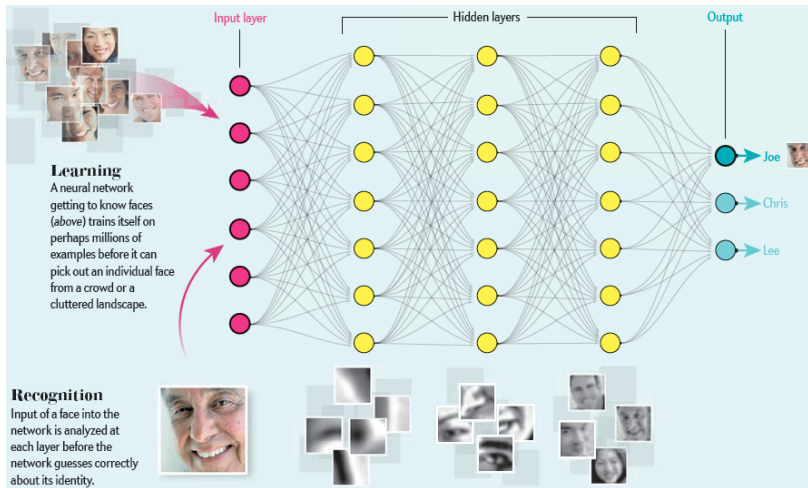 Input layer
Hidden layers
Output
Learning
A neural network
getting to know faces
(above) trains itself on
perhaps millions of
examples before it can
pick out an individual face
from a crowd or a
cluttered landscape.
Joe
Chris
Lee
Recognition
Input of a face into the
network is analyzed at
each layer before the
network guesses correctly
about its identity.